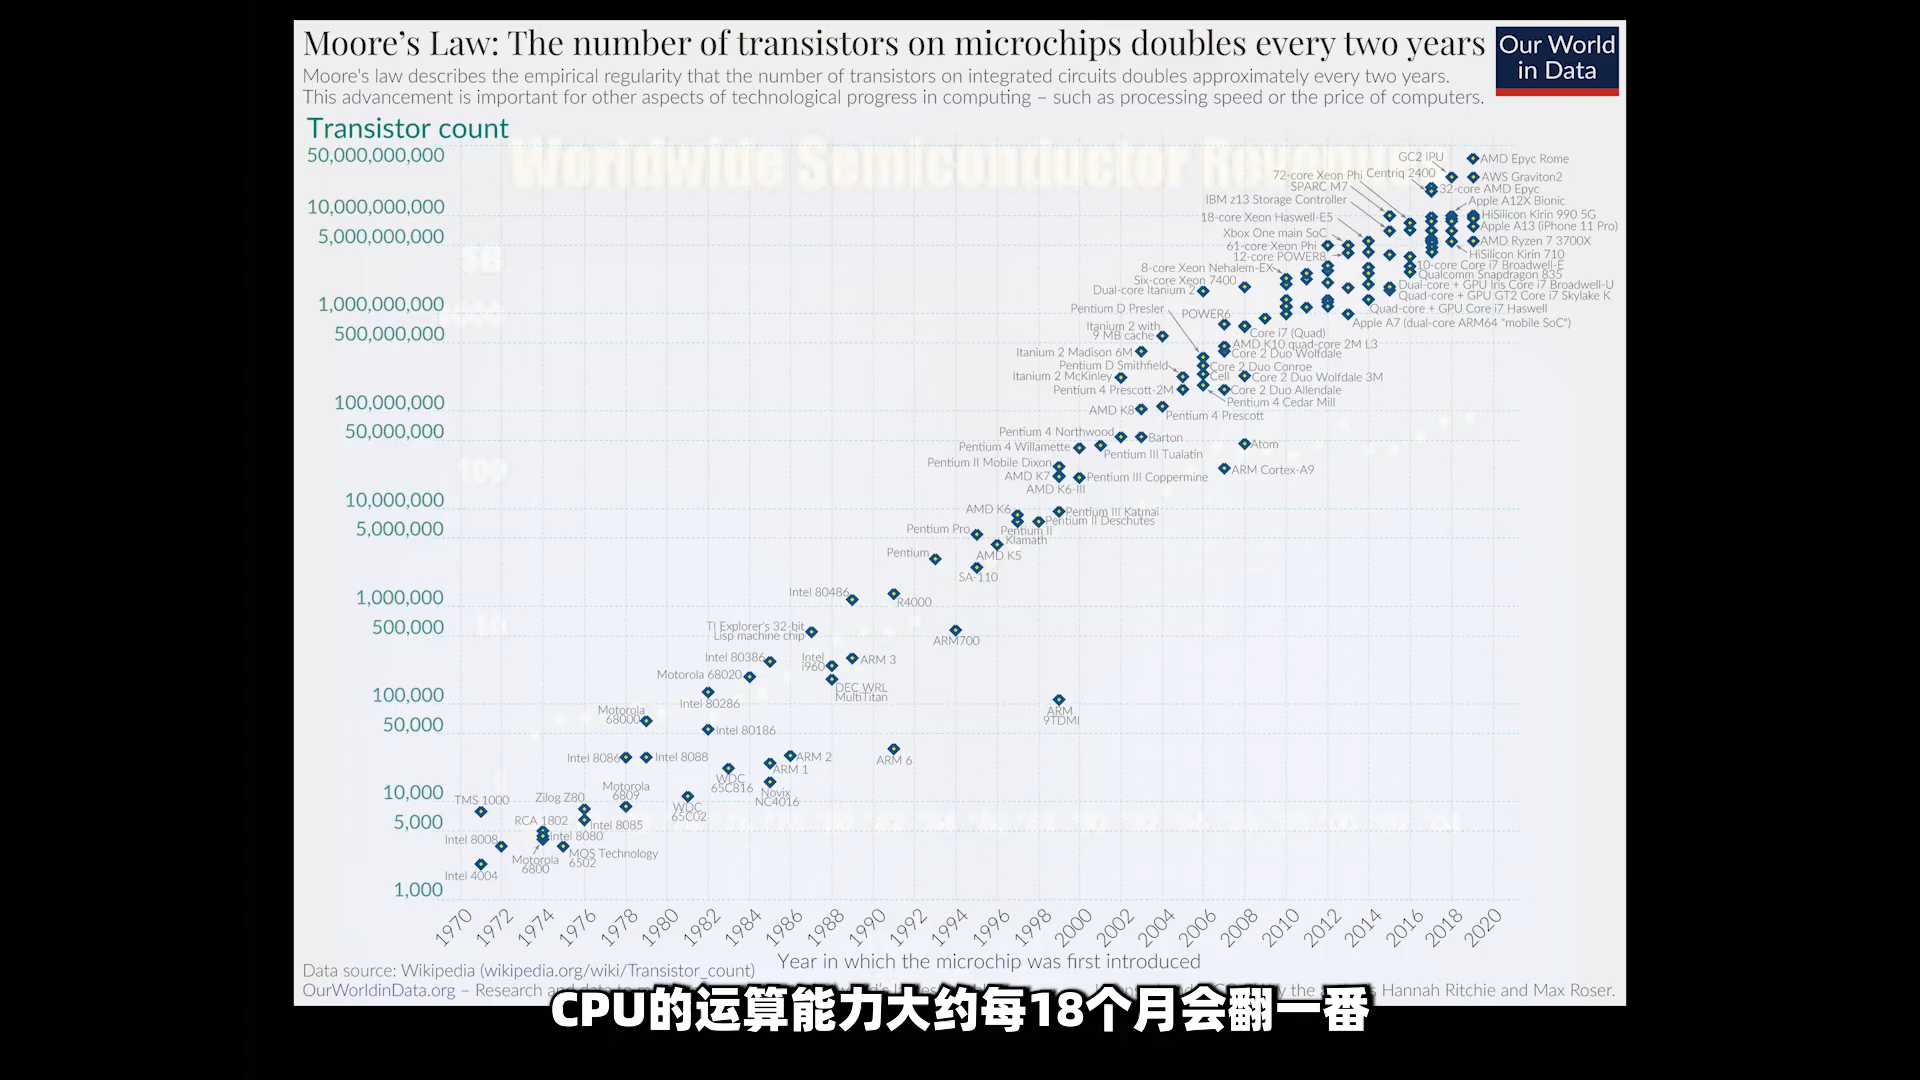 Moore's Law: The number of transistors on microchips doubles every two years
Our World
in Data
Moore's law describes the empirical regularity that the number of transistors on integrated circuits doubles approximately every two years.
This advancement is important for other aspects of technological progress in computing – such as processing speed or the price of computers.
Transistor count
Worldwide Semiconductor Revenues
50,000,000,000
10,000,000,000
5,000,000,000
1,000,000,000
500,000,000
100,000,000
50,000,000
10,000,000
5,000,000
1,000,000
500,000
100,000
50,000
10,000
5,000
1,000
GC2 IPU
AMD Epyc Rome
72-core Xeon Phi
Centriq 2400
AWS Graviton2
SPARC M7
32-core AMD Epyc
IBM z13 Storage Controller
Apple A12X Bionic
18-core Xeon Haswell-E5
HiSilicon Kirin 990 5G
Xbox One main SoC
Apple A13 (iPhone 11 Pro)
61-core Xeon Phi
AMD Ryzen 7 3700X
12-core POWER8
HiSilicon Kirin 710
8-core Xeon Nehalem-EX
10-core Core i7 Broadwell-E
Six-core Xeon 7400
Qualcomm Snapdragon 835
Dual-core Itanium 2
Dual-core + GPU Iris Core i7 Broadwell-U
Quad-core + GPU GT2 Core i7 Skylake K
Pentium D Presler
POWER6
Quad-core + GPU Core i7 Haswell
Apple A7 (dual-core ARM64 "mobile SoC")
Itanium 2 with
9 MB cache
Core i7 (Quad)
AMD K10 quad-core 2M L3
Itanium 2 Madison 6M
Core 2 Duo Wolfdale
Pentium D Smithfield
Core 2 Duo Conroe
Itanium 2 McKinley
Cell
Core 2 Duo Wolfdale 3M
Pentium 4 Prescott-2M
Core 2 Duo Allendale
Pentium 4 Cedar Mill
AMD K8
Pentium 4 Prescott
Pentium 4 Northwood
Barton
Atom
Pentium 4 Willamette
Pentium III Tualatin
Pentium II Mobile Dixon
ARM Cortex-A9
AMD K7
Pentium III Coppermine
AMD K6-III
AMD K6
Pentium III Katmai
Pentium II Deschutes
Pentium Pro
Pentium II
Klamath
Pentium
AMD K5
SA-110
Intel 80486
R4000
TI Explorer's 32-bit
Lisp machine chip
ARM700
Intel 80386
Intel
i960
ARM 3
Motorola 68020
DEC WRL
MultiTitan
Intel 80286
Motorola
68000
ARM
9TDMI
Intel 80186
Intel 8086
Intel 8088
ARM 2
ARM 6
ARM 1
WDC
65C816
Novix
NC4016
Motorola
6809
WDC
65C02
TMS 1000
Zilog Z80
RCA 1802
Intel 8085
Intel 8008
Intel 8080
MOS Technology
6502
Motorola
6800
Intel 4004
1970
1972
1974
1976
1978
1980
1982
1984
1986
1988
1990
1992
1994
1996
1998
2000
2002
2004
2006
2008
2010
2012
2014
2016
2018
2020
Year in which the microchip was first introduced
Data source: Wikipedia (wikipedia.org/wiki/Transistor_count)
OurWorldinData.org – Research and data to
by the
Hannah Ritchie and Max Roser.
CPU的运算能力大约每18个月会翻一番